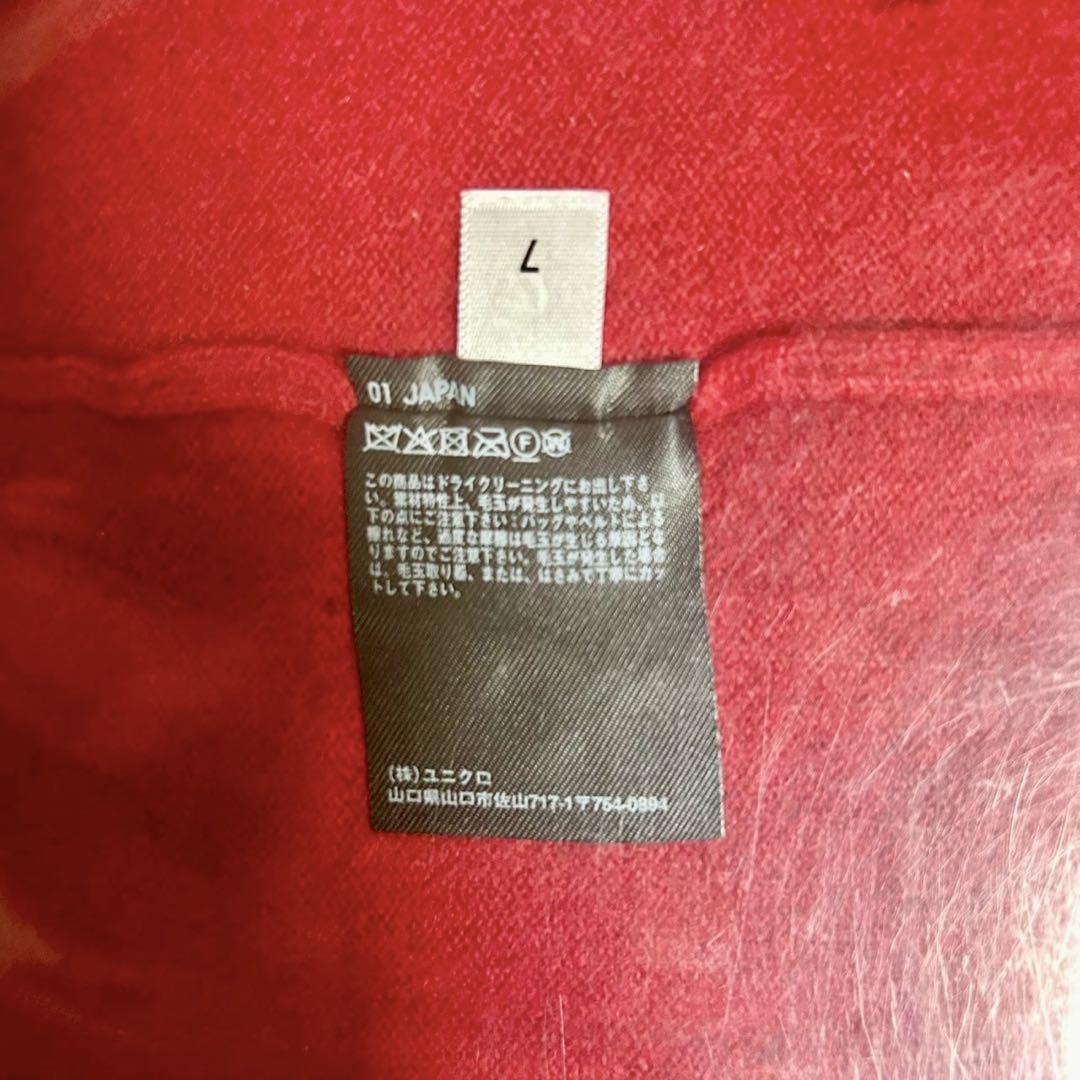 L
01 JAPAN
F
W
この商品はドライクリーニングにお出し下さ
い。素材特性上、毛玉が発生しやすいため、以
下の点にご注意下さい：バッグやベルトによる
擦れなど、過度な摩擦は毛玉が生じる原因とな
りますのでご注意下さい。毛玉が発生した場合
は、毛玉取り器、または、はさみで丁寧にカッ
トして下さい。
(株)ユニクロ
山口県山口市佐山717-1〒754-0894